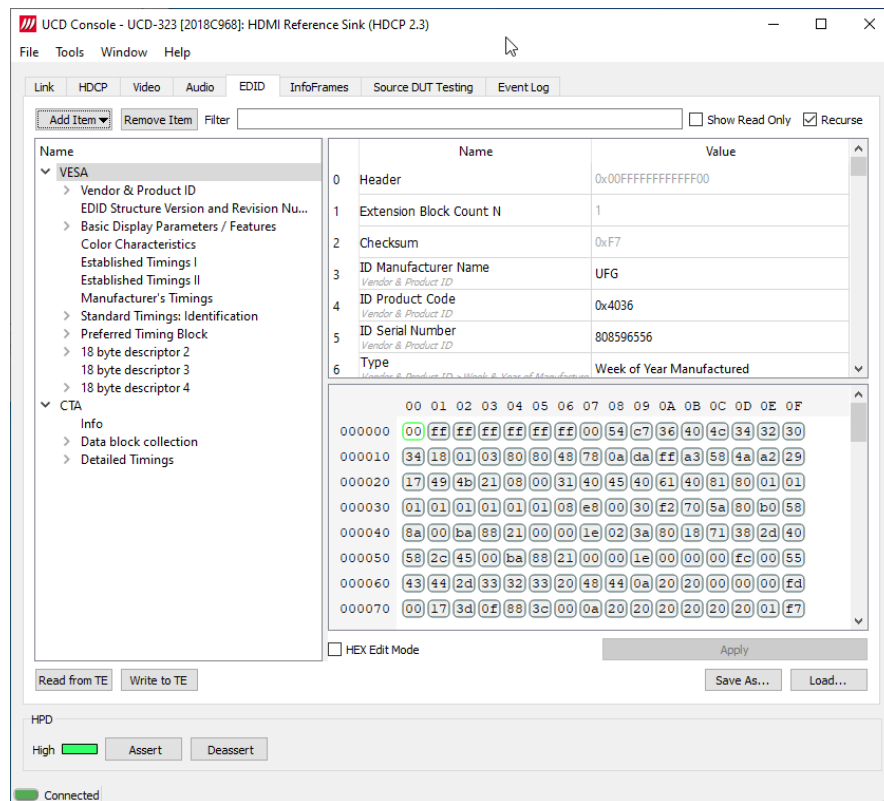 UCD Console - UCD-323 [2018C968]: HDMI Reference Sink (HDCP 2.3)
File Tools Window Help
Link HDCP Video Audio EDID InfoFrames Source DUT Testing Event Log
Add Item Remove Item Filter Show Read Only Recurse
Name
VESA
Vendor & Product ID
EDID Structure Version and Revision Nu...
Basic Display Parameters / Features
Color Characteristics
Established Timings I
Established Timings II
Manufacturer's Timings
Standard Timings: Identification
Preferred Timing Block
18 byte descriptor 2
18 byte descriptor 3
18 byte descriptor 4
CTA
Info
Data block collection
Detailed Timings
Name Value
0 Header 0x00FFFFFFFFFFFF00
1 Extension Block Count N 1
2 Checksum 0xF7
3 ID Manufacturer Name UFG
Vendor & Product ID
4 ID Product Code 0x4036
Vendor & Product ID
5 ID Serial Number 808596556
Vendor & Product ID
6 Type Week of Year Manufactured
Vendor & Product ID > Week & Year of Manufacture
00 01 02 03 04 05 06 07 08 09 0A 0B 0C 0D 0E 0F
000000 00 ff ff ff ff ff ff 00 54 c7 36 40 4c 34 32 30
000010 34 18 01 03 80 80 48 78 0a da ff a3 58 4a a2 29
000020 17 49 4b 21 08 00 31 40 45 40 61 40 81 80 01 01
000030 01 01 01 01 01 01 08 e8 00 30 f2 70 5a 80 b0 58
000040 8a 00 ba 88 21 00 00 1e 02 3a 80 18 71 38 2d 40
000050 58 2c 45 00 ba 88 21 00 00 1e 00 00 00 fc 00 55
000060 43 44 2d 33 32 33 20 48 44 0a 20 20 00 00 00 fd
000070 00 17 3d 0f 88 3c 00 0a 20 20 20 20 20 20 01 f7
HEX Edit Mode Apply
Read from TE Write to TE Save As... Load...
HPD
High Assert Deassert
Connected